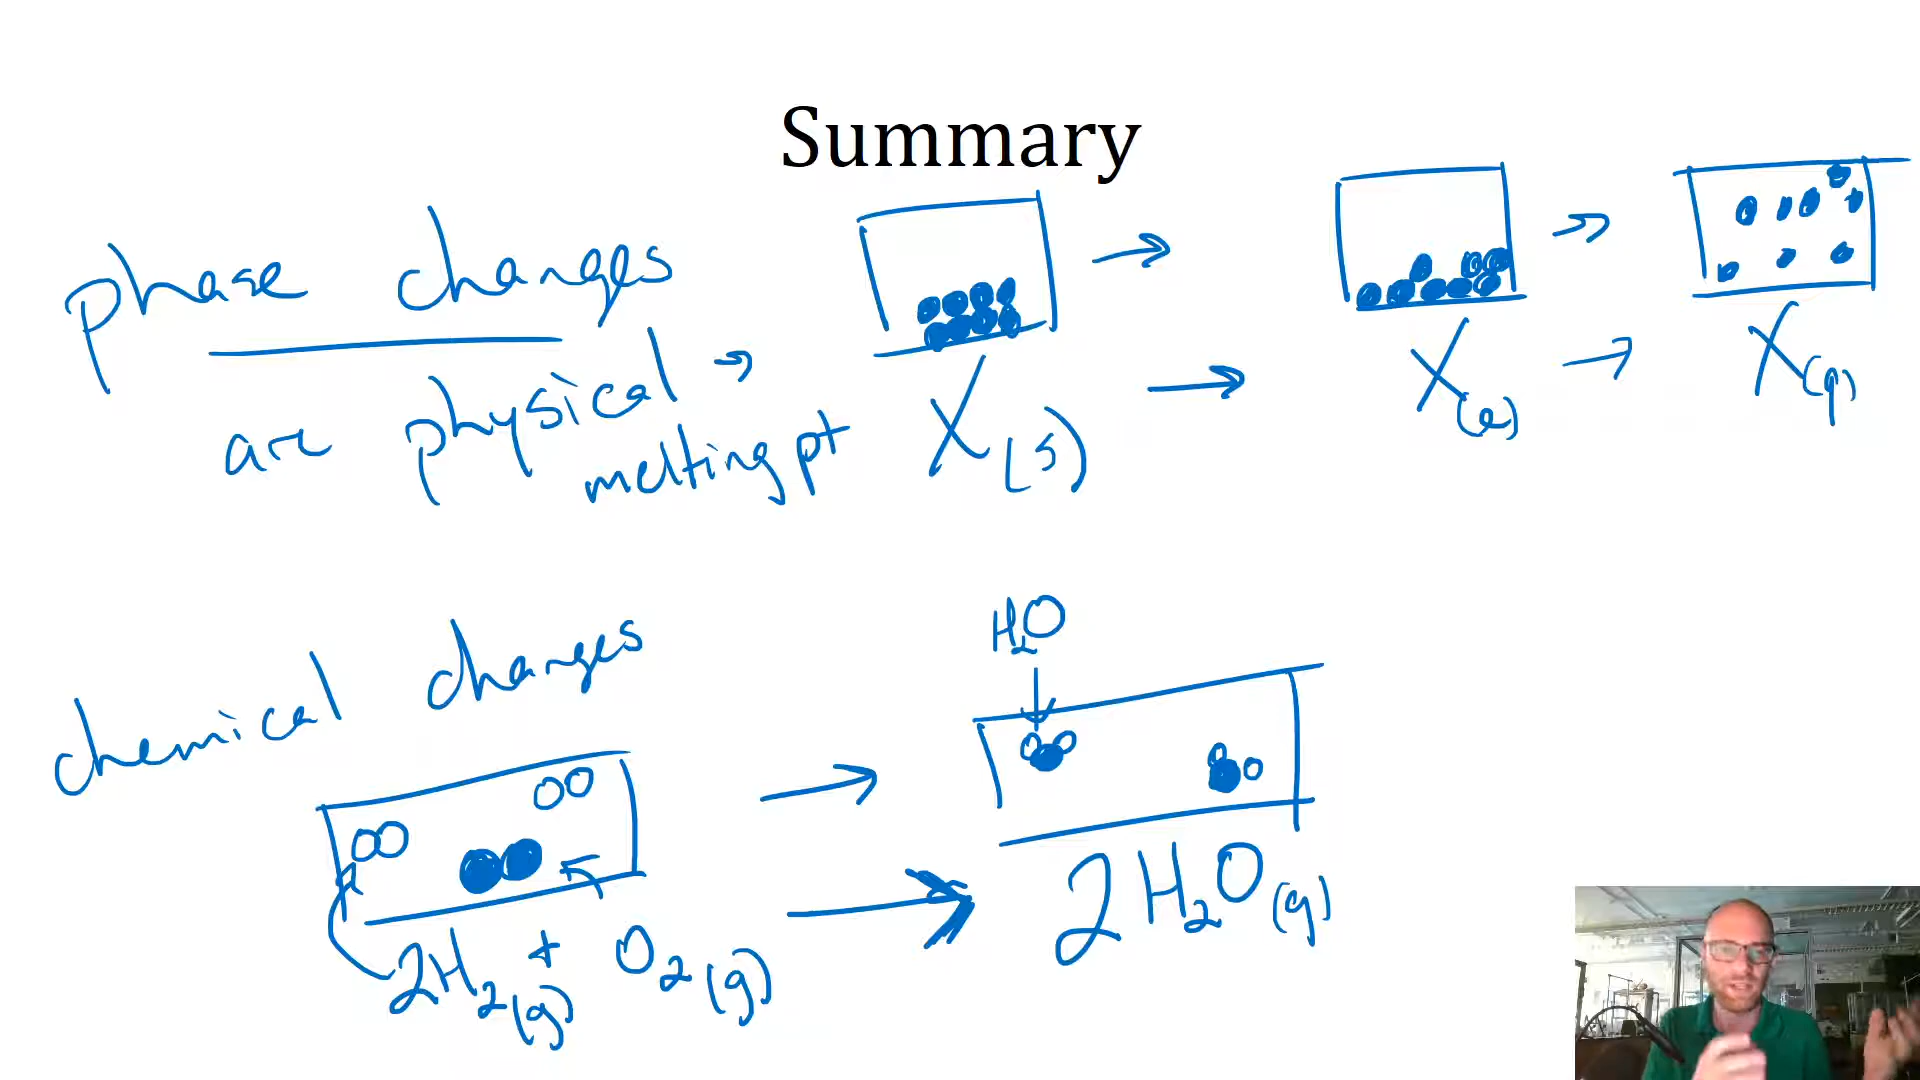 Summary
phase changes
are physical → X(s) → X(l) → X(g)
melting pt
chemical changes
H₂O
2H₂(g) + O₂(g) → 2H₂O(g)